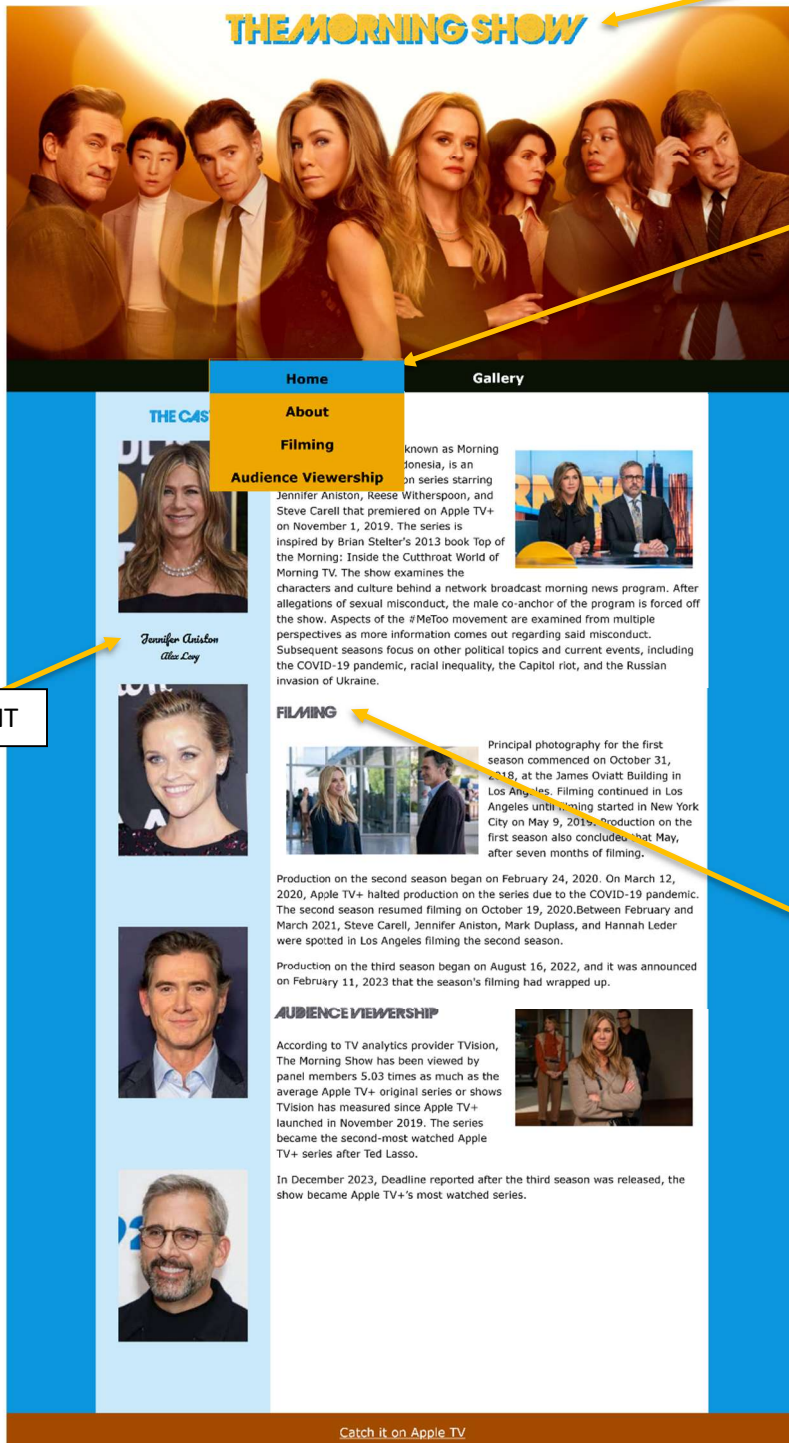 THE MORNING SHOW
Home
Gallery
About
Filming
Audience Viewership
THE CAS
Jennifer Aniston
Alex Levy
IT
known as Morning
donesia, is an
on series starring
Jennifer Aniston, Reese Witherspoon, and
Steve Carell that premiered on Apple TV+
on November 1, 2019. The series is
inspired by Brian Stelter's 2013 book Top of
the Morning: Inside the Cutthroat World of
Morning TV. The show examines the
characters and culture behind a network broadcast morning news program. After
allegations of sexual misconduct, the male co-anchor of the program is forced off
the show. Aspects of the #MeToo movement are examined from multiple
perspectives as more information comes out regarding said misconduct.
Subsequent seasons focus on other political topics and current events, including
the COVID-19 pandemic, racial inequality, the Capitol riot, and the Russian
invasion of Ukraine.
FILMING
Principal photography for the first
season commenced on October 31,
2018, at the James Oviatt Building in
Los Angeles. Filming continued in Los
Angeles until filming started in New York
City on May 9, 2019. Production on the
first season also concluded that May,
after seven months of filming.
Production on the second season began on February 24, 2020. On March 12,
2020, Apple TV+ halted production on the series due to the COVID-19 pandemic.
The second season resumed filming on October 19, 2020.Between February and
March 2021, Steve Carell, Jennifer Aniston, Mark Duplass, and Hannah Leder
were spotted in Los Angeles filming the second season.
Production on the third season began on August 16, 2022, and it was announced
on February 11, 2023 that the season's filming had wrapped up.
AUDIENCE VIEWERSHIP
According to TV analytics provider TVision,
The Morning Show has been viewed by
panel members 5.03 times as much as the
average Apple TV+ original series or shows
TVision has measured since Apple TV+
launched in November 2019. The series
became the second-most watched Apple
TV+ series after Ted Lasso.
In December 2023, Deadline reported after the third season was released, the
show became Apple TV+'s most watched series.
Catch it on Apple TV